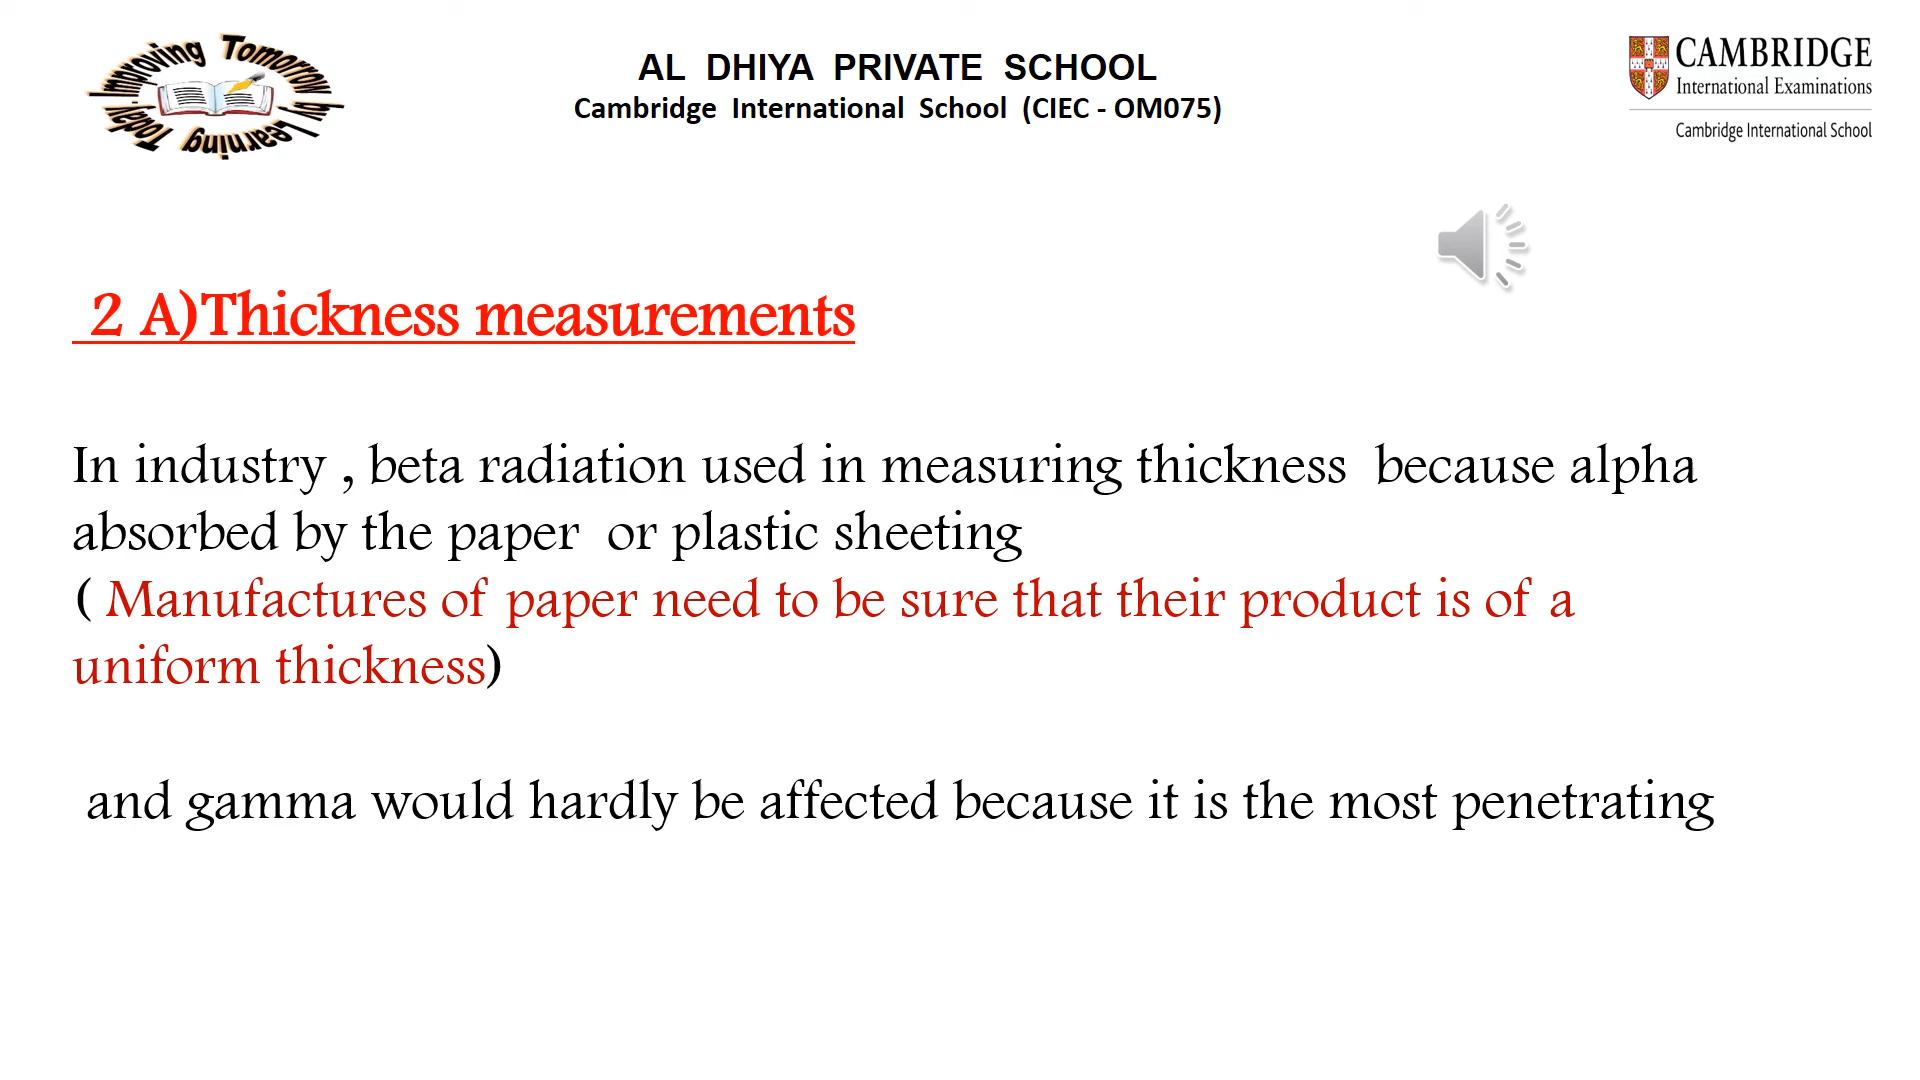 Improving Tomorrow by Learning Today
AL DHIYA PRIVATE SCHOOL
Cambridge International School (CIEC - OM075)
CAMBRIDGE
International Examinations
Cambridge International School
2 A)Thickness measurements
In industry , beta radiation used in measuring thickness because alpha
absorbed by the paper or plastic sheeting
( Manufactures of paper need to be sure that their product is of a
uniform thickness)
and gamma would hardly be affected because it is the most penetrating